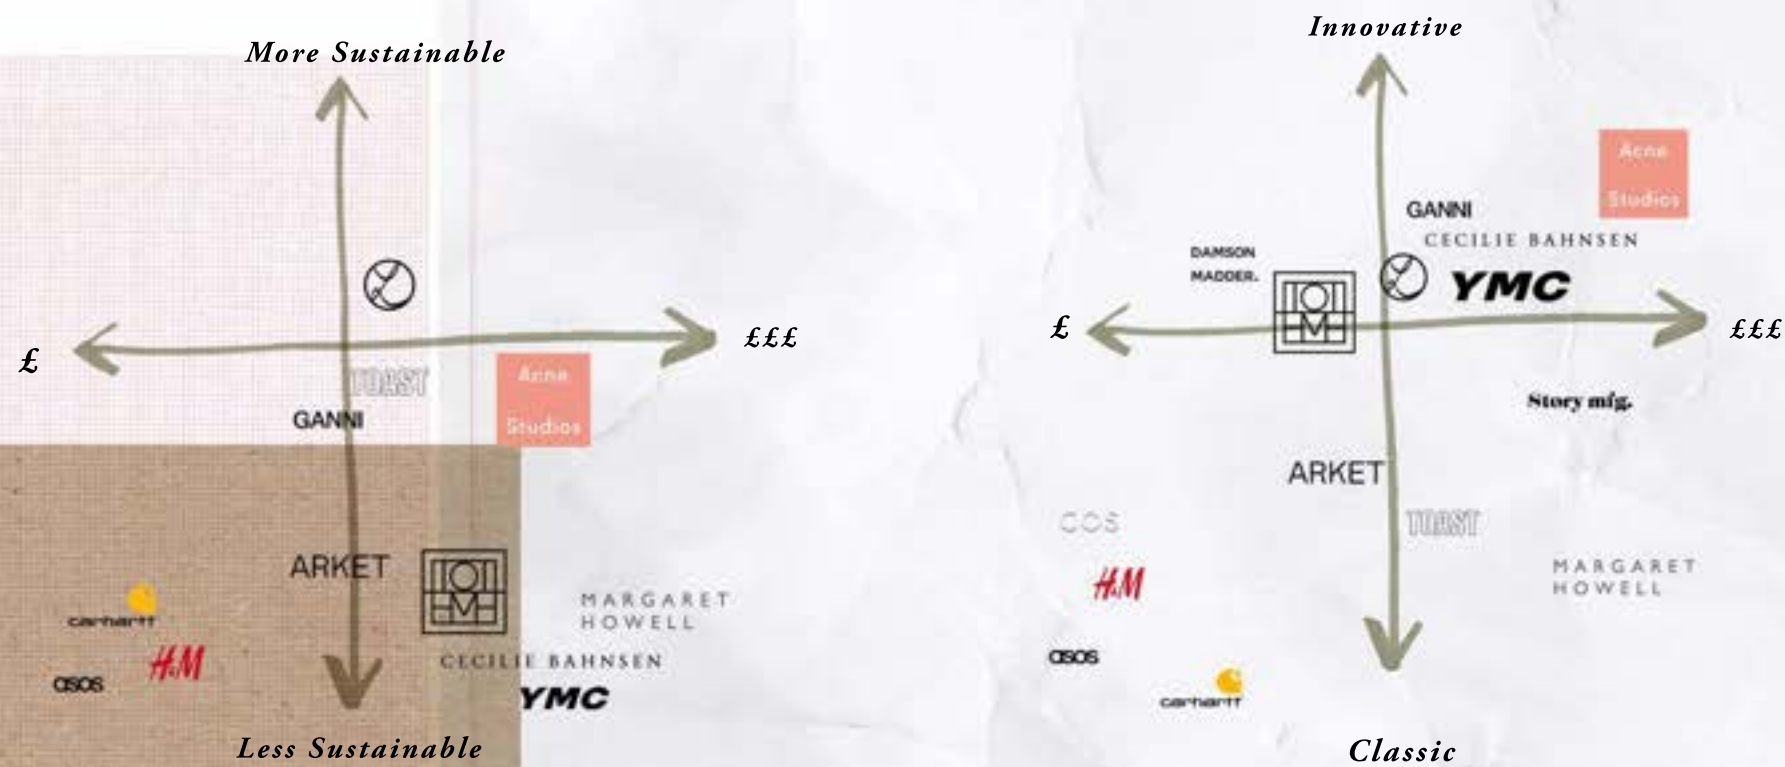 More Sustainable
£
£££
TOAST
Acne
Studios
GANNI
ARKET
HOME
MARGARET
HOWELL
carhartt
H&M
CECILIE BAHNSEN
asos
YMC
Less Sustainable
Innovative
Acne
Studios
GANNI
CECILIE BAHNSEN
DAMSON
MADDER.
YMC
£
£££
Story mfg.
ARKET
COS
TOAST
MARGARET
HOWELL
H&M
asos
carhartt
Classic